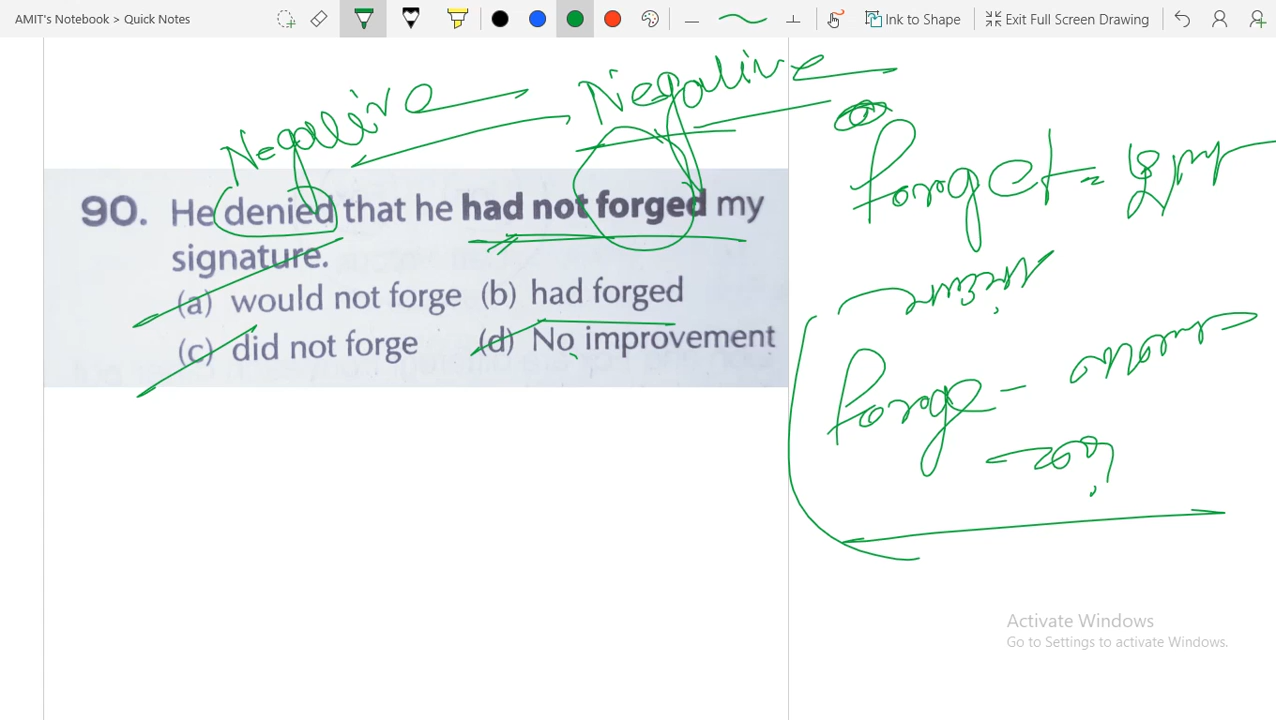 AMIT's Notebook > Quick Notes
Ink to Shape
Exit Full Screen Drawing
Negative
Negative
forget =
90. He denied that he had not forged my
signature.
(a) would not forge (b) had forged
(c) did not forge (d) No improvement
forge -
Activate Windows
Go to Settings to activate Windows.